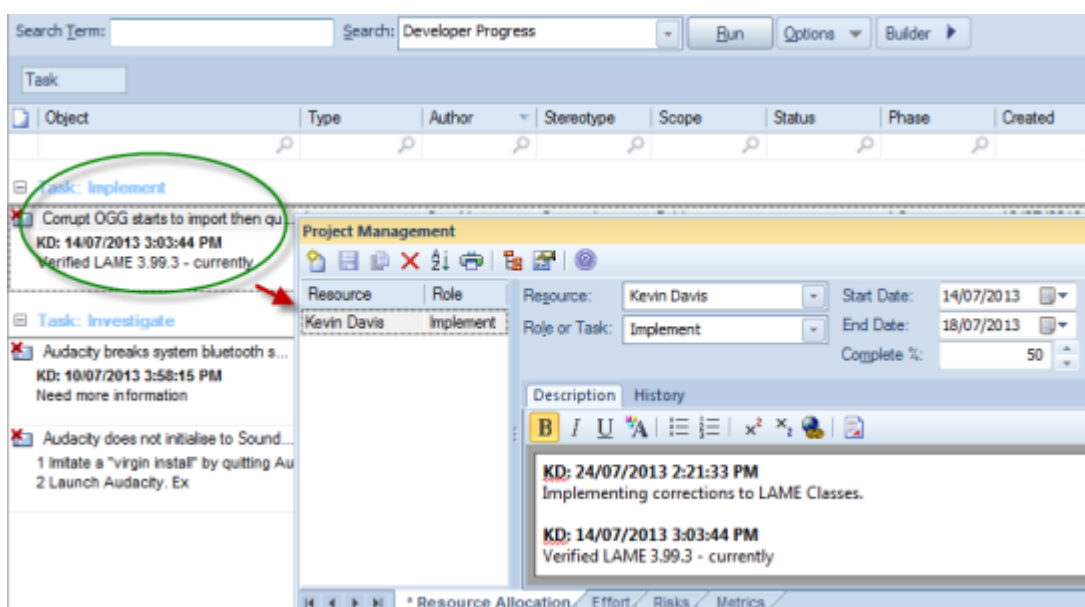 Search Term: Search: Developer Progress Run Options Builder
Task
Object Type Author Stereotype Scope Status Phase Created
Task: Implement
Corrupt OGG starts to import then qu...
KD: 14/07/2013 3:03:44 PM
Verified LAME 3.99.3 - currently
Task: Investigate
Audacity breaks system bluetooth s...
KD: 10/07/2013 3:58:15 PM
Need more information
Audacity does not initialise to Sound...
1 Imitate a "virgin install" by quitting Au
2 Launch Audacity. Ex
Project Management
Resource Role
Kevin Davis Implement
Resource: Kevin Davis Start Date: 14/07/2013
Role or Task: Implement End Date: 18/07/2013
Complete %: 50
Description History
B I U A x² x₂
KD: 24/07/2013 2:21:33 PM
Implementing corrections to LAME Classes.
KD: 14/07/2013 3:03:44 PM
Verified LAME 3.99.3 - currently
* Resource Allocation Effort Risks Metrics